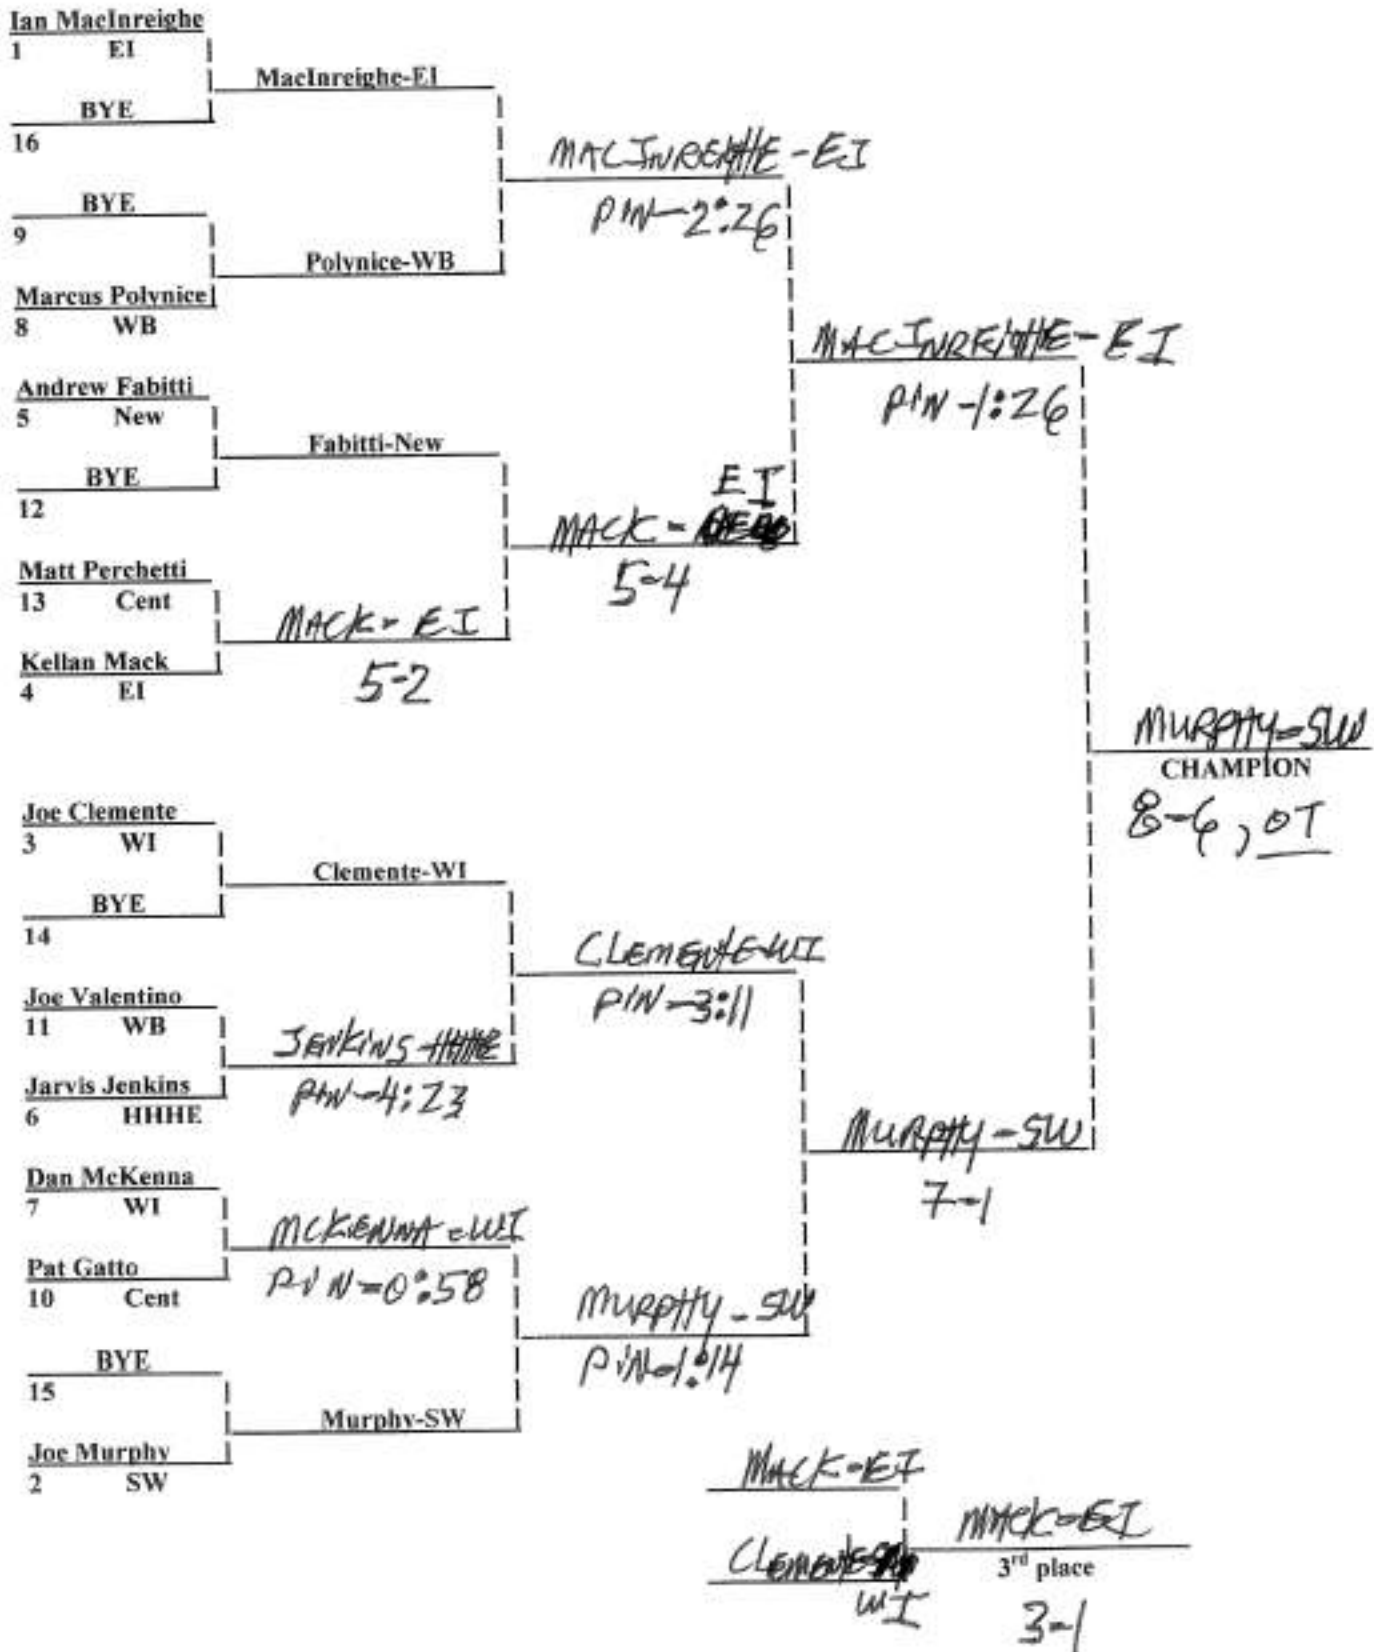 Ian MacInreighe
1 EI
MacInreighe-EI
BYE
16
MACINREIGHE-EI
PIN-2:26
BYE
9
Polynice-WB
Marcus Polynice
8 WB
MACINREIGHE-EI
PIN-1:26
Andrew Fabitti
5 New
Fabitti-New
BYE
12
EI
MACK-
5-4
Matt Perchetti
13 Cent
MACK-EI
5-2
Kellan Mack
4 EI
MURPHY-SW
CHAMPION
8-6, OT
Joe Clemente
3 WI
Clemente-WI
BYE
14
CLEMENTE-WI
PIN-3:11
Joe Valentino
11 WB
JENKINS-HHHE
PIN-4:23
Jarvis Jenkins
6 HHHE
MURPHY-SW
7-1
Dan McKenna
7 WI
MCKENNA-WI
PIN-0:58
Pat Gatto
10 Cent
MURPHY-SW
PIN-1:14
BYE
15
Murphy-SW
Joe Murphy
2 SW
MACK-EI
MACK-EI
3rd place
3-1
CLEMENTE-
WI